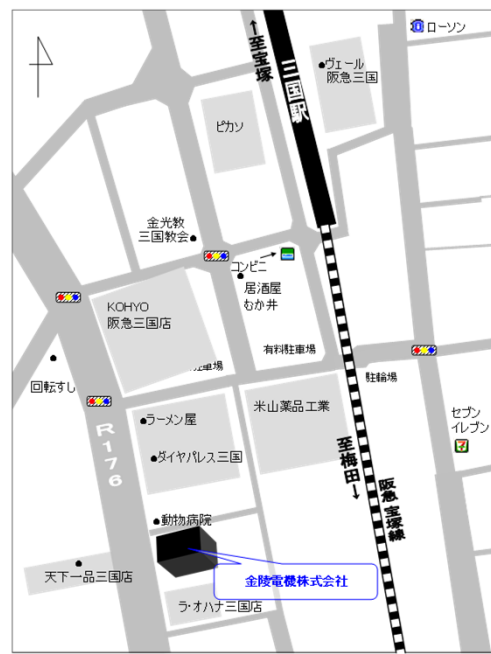 ローソン
←至宝塚
三国駅
ヴェール
阪急三国
ピカソ
金光教
三国教会
コンビニ
居酒屋
むか井
KOHYO
阪急三国店
有料駐車場
駐車場
駐輪場
回転すし
米山薬品工業
セブン
イレブン
ラーメン屋
R176
ダイヤパレス三国
至梅田→
阪急宝塚線
動物病院
天下一品三国店
金陵電機株式会社
ラ・オハナ三国店